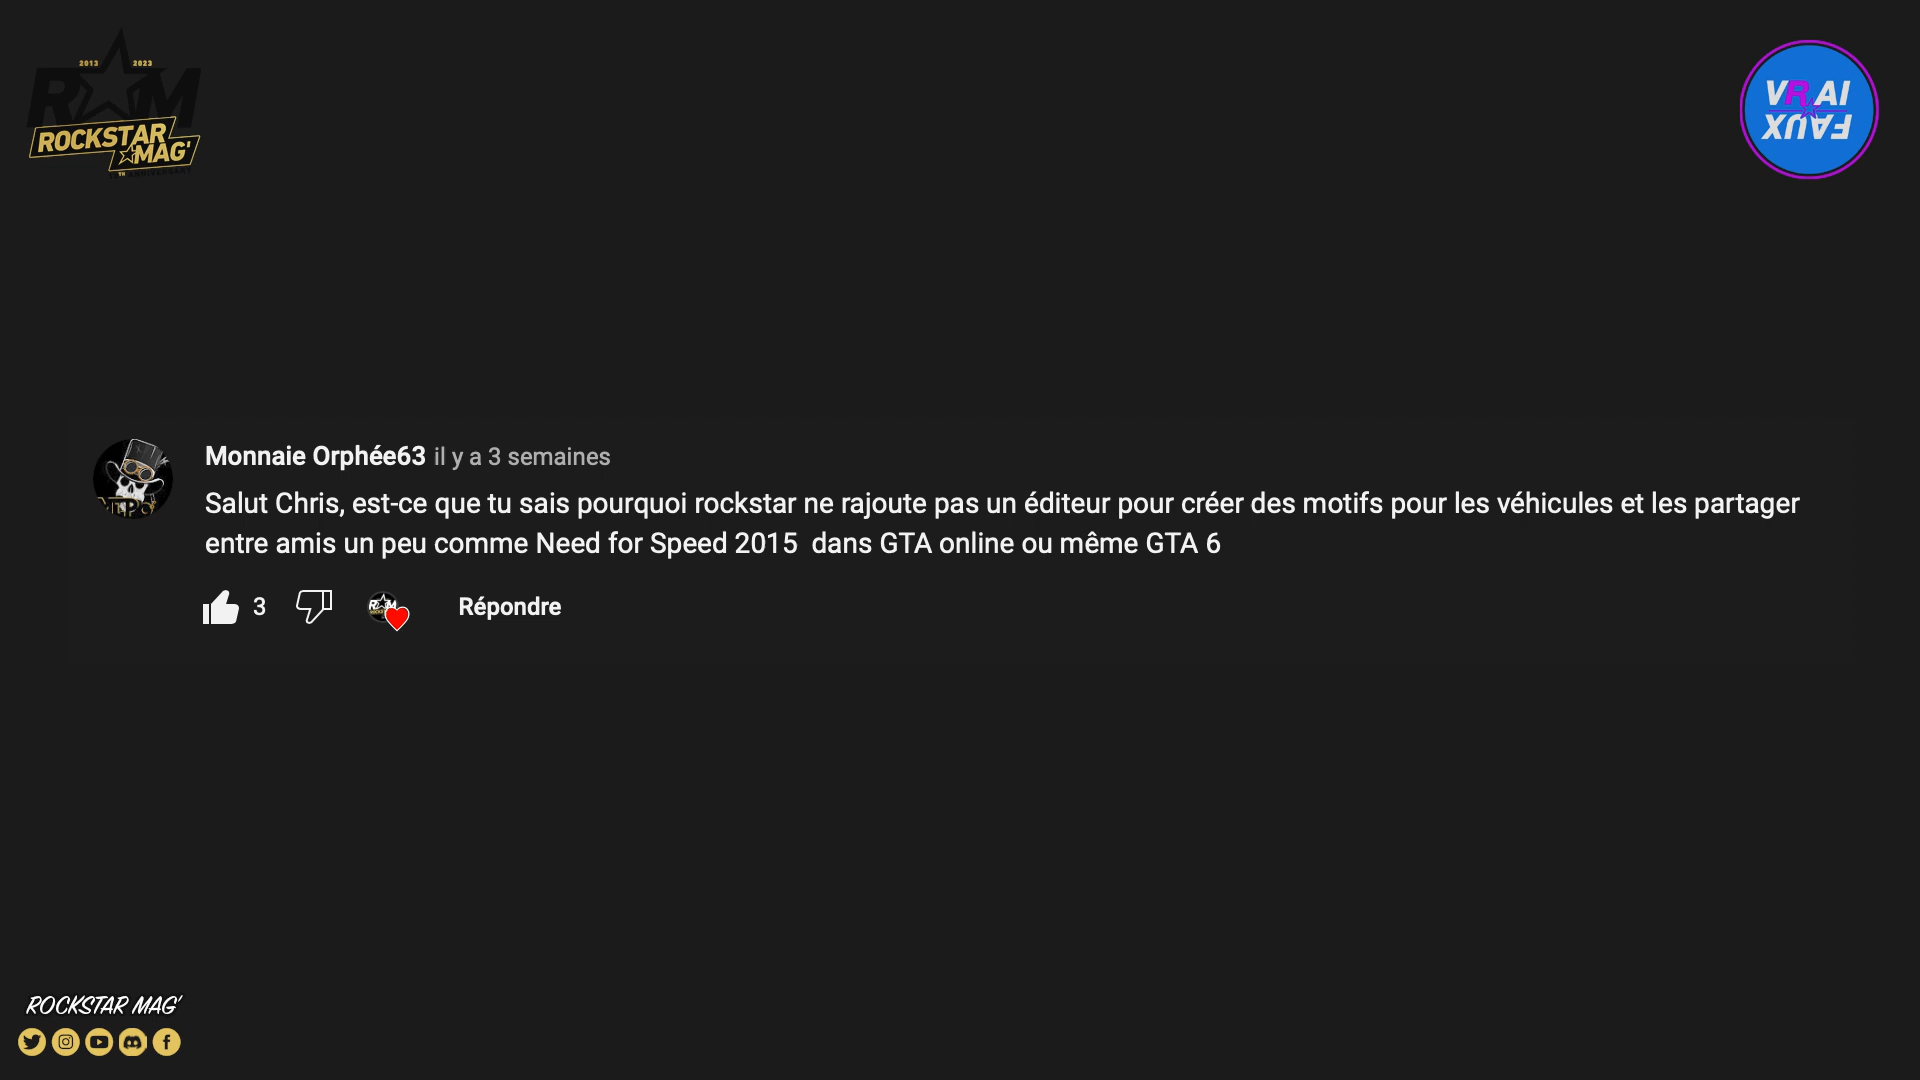 2013 2023
RM
ROCKSTAR
MAG'
VRAI
FAUX
Monnaie Orphée63 il y a 3 semaines
Salut Chris, est-ce que tu sais pourquoi rockstar ne rajoute pas un éditeur pour créer des motifs pour les véhicules et les partager
entre amis un peu comme Need for Speed 2015 dans GTA online ou même GTA 6
3 Répondre
ROCKSTAR MAG'